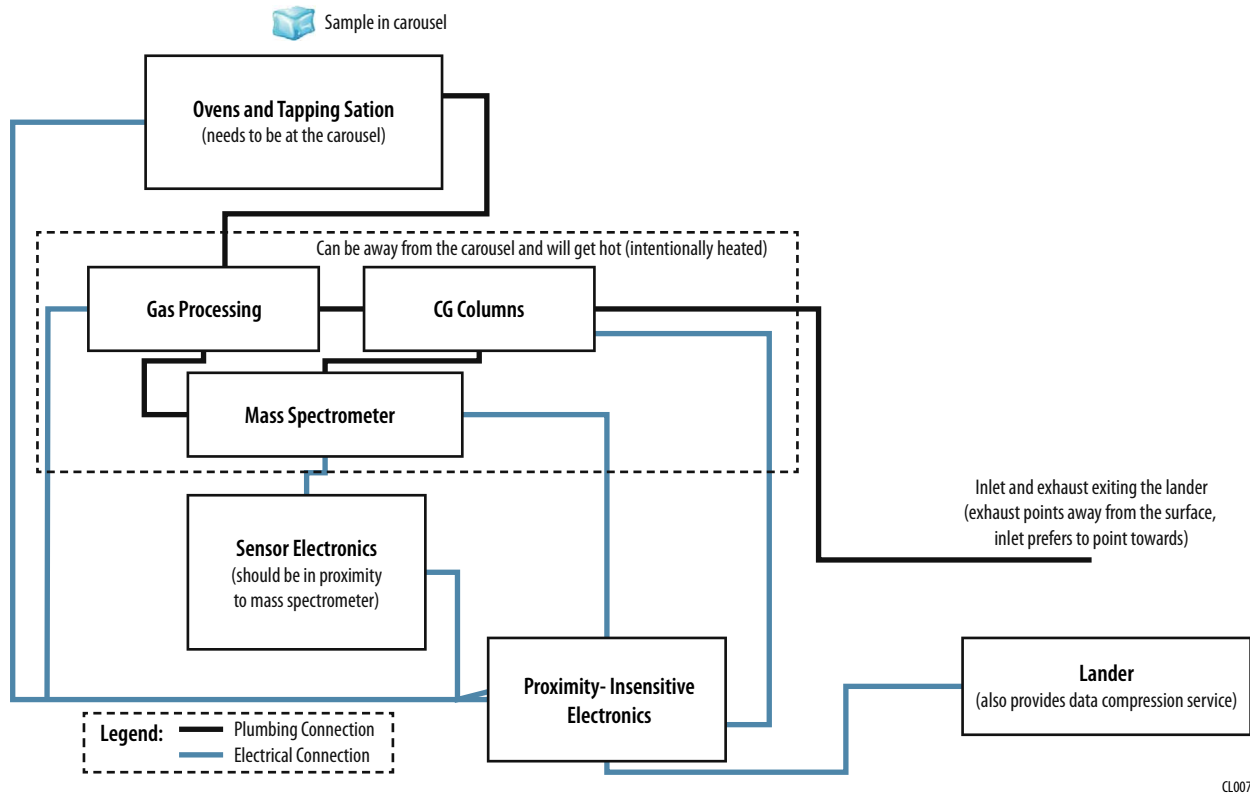 Sample in carousel
Ovens and Tapping Sation
(needs to be at the carousel)
Can be away from the carousel and will get hot (intentionally heated)
Gas Processing
CG Columns
Mass Spectrometer
Inlet and exhaust exiting the lander
(exhaust points away from the surface,
inlet prefers to point towards)
Sensor Electronics
(should be in proximity
to mass spectrometer)
Proximity- Insensitive
Electronics
Lander
(also provides data compression service)
Legend:
Plumbing Connection
Electrical Connection
CL007